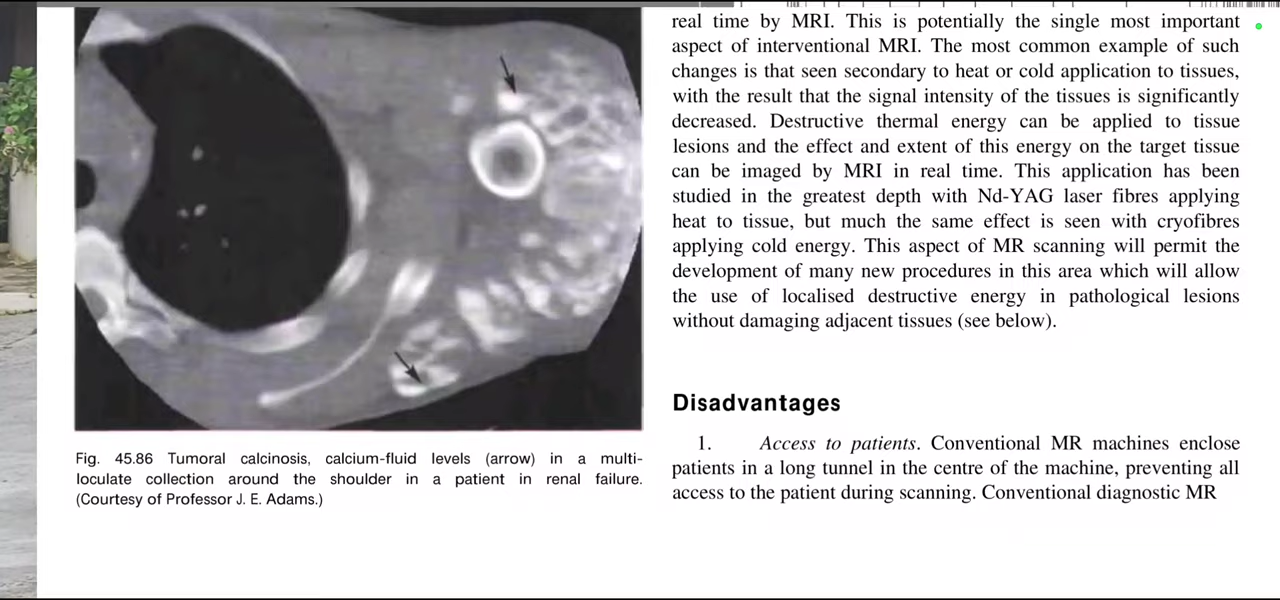 real time by MRI. This is potentially the single most important
aspect of interventional MRI. The most common example of such
changes is that seen secondary to heat or cold application to tissues,
with the result that the signal intensity of the tissues is significantly
decreased. Destructive thermal energy can be applied to tissue
lesions and the effect and extent of this energy on the target tissue
can be imaged by MRI in real time. This application has been
studied in the greatest depth with Nd-YAG laser fibres applying
heat to tissue, but much the same effect is seen with cryofibres
applying cold energy. This aspect of MR scanning will permit the
development of many new procedures in this area which will allow
the use of localised destructive energy in pathological lesions
without damaging adjacent tissues (see below).
Disadvantages
1. Access to patients. Conventional MR machines enclose
patients in a long tunnel in the centre of the machine, preventing all
access to the patient during scanning. Conventional diagnostic MR
Fig. 45.86 Tumoral calcinosis, calcium-fluid levels (arrow) in a multi-
loculate collection around the shoulder in a patient in renal failure.
(Courtesy of Professor J. E. Adams.)